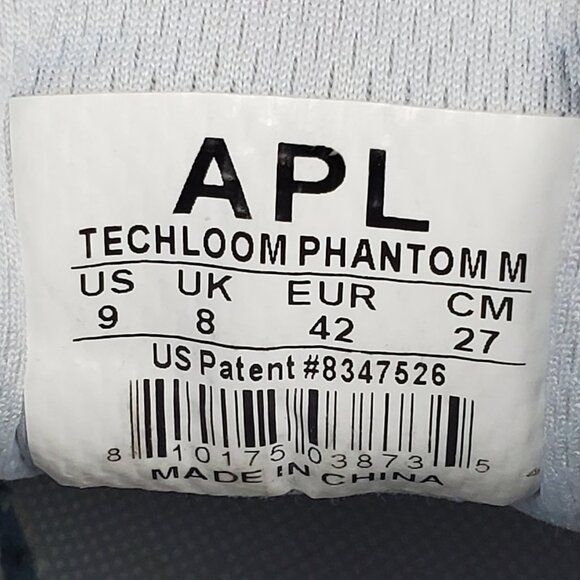 APL
TECHLOOM PHANTOM M
US UK EUR CM
9 8 42 27
US Patent #8347526
8 10175 03873 5
MADE IN CHINA